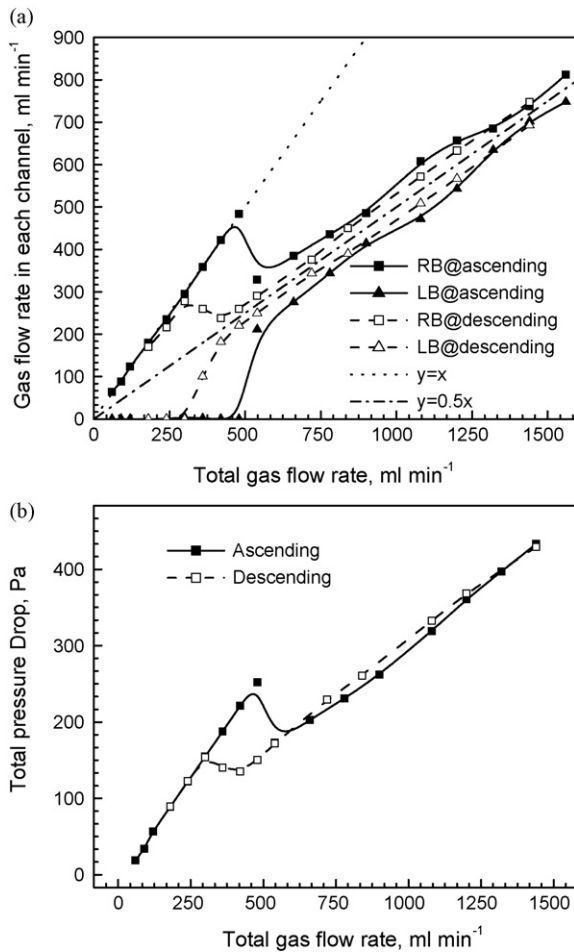 (a)
900
800
700
600
500
400
300
200
100
0
Gas flow rate in each channel, ml min⁻¹
RB@ascending
LB@ascending
RB@descending
LB@descending
y=x
y=0.5x
0 250 500 750 1000 1250 1500
Total gas flow rate, ml min⁻¹
(b)
Ascending
Descending
400
300
200
100
0
Total pressure Drop, Pa
0 250 500 750 1000 1250 1500
Total gas flow rate, ml min⁻¹